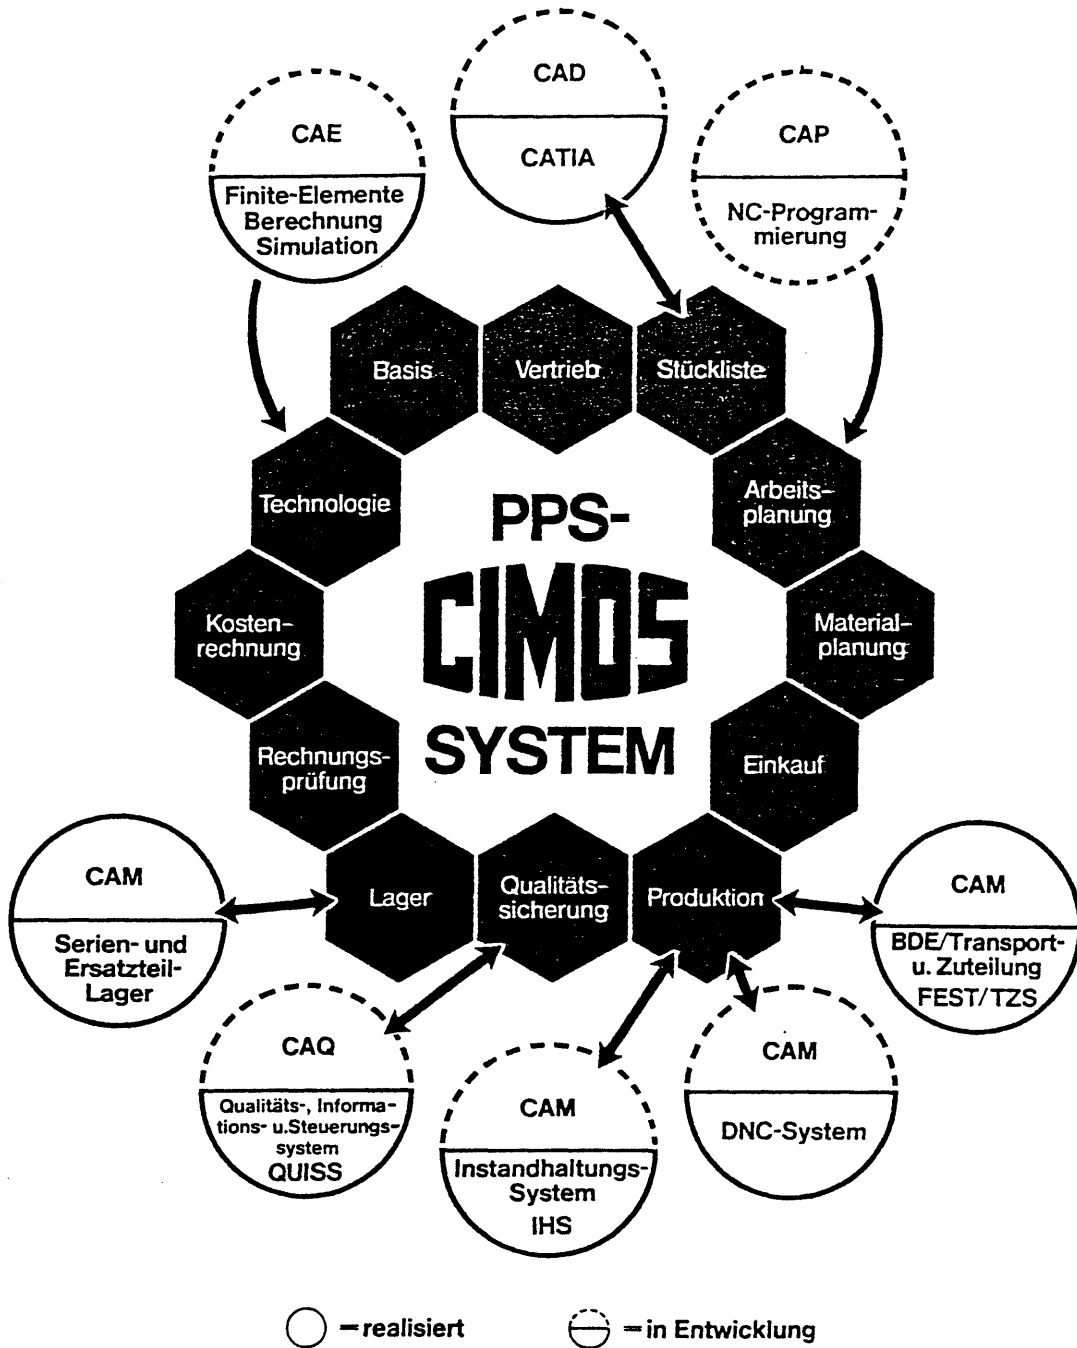 CAD
CATIA
CAE
Finite-Elemente
Berechnung
Simulation
CAP
NC-Program-
mierung
Basis
Vertrieb
Stückliste
Technologie
Arbeits-
planung
PPS-
CIMOS
SYSTEM
Kosten-
rechnung
Material-
planung
Rechnungs-
prüfung
Einkauf
Lager
Qualitäts-
sicherung
Produktion
CAM
Serien- und
Ersatzteil-
Lager
CAM
BDE/Transport-
u. Zuteilung
FEST/TZS
CAQ
Qualitäts-, Informa-
tions- u.Steuerungs-
system
QUISS
CAM
Instandhaltungs-
System
IHS
CAM
DNC-System
= realisiert
= in Entwicklung